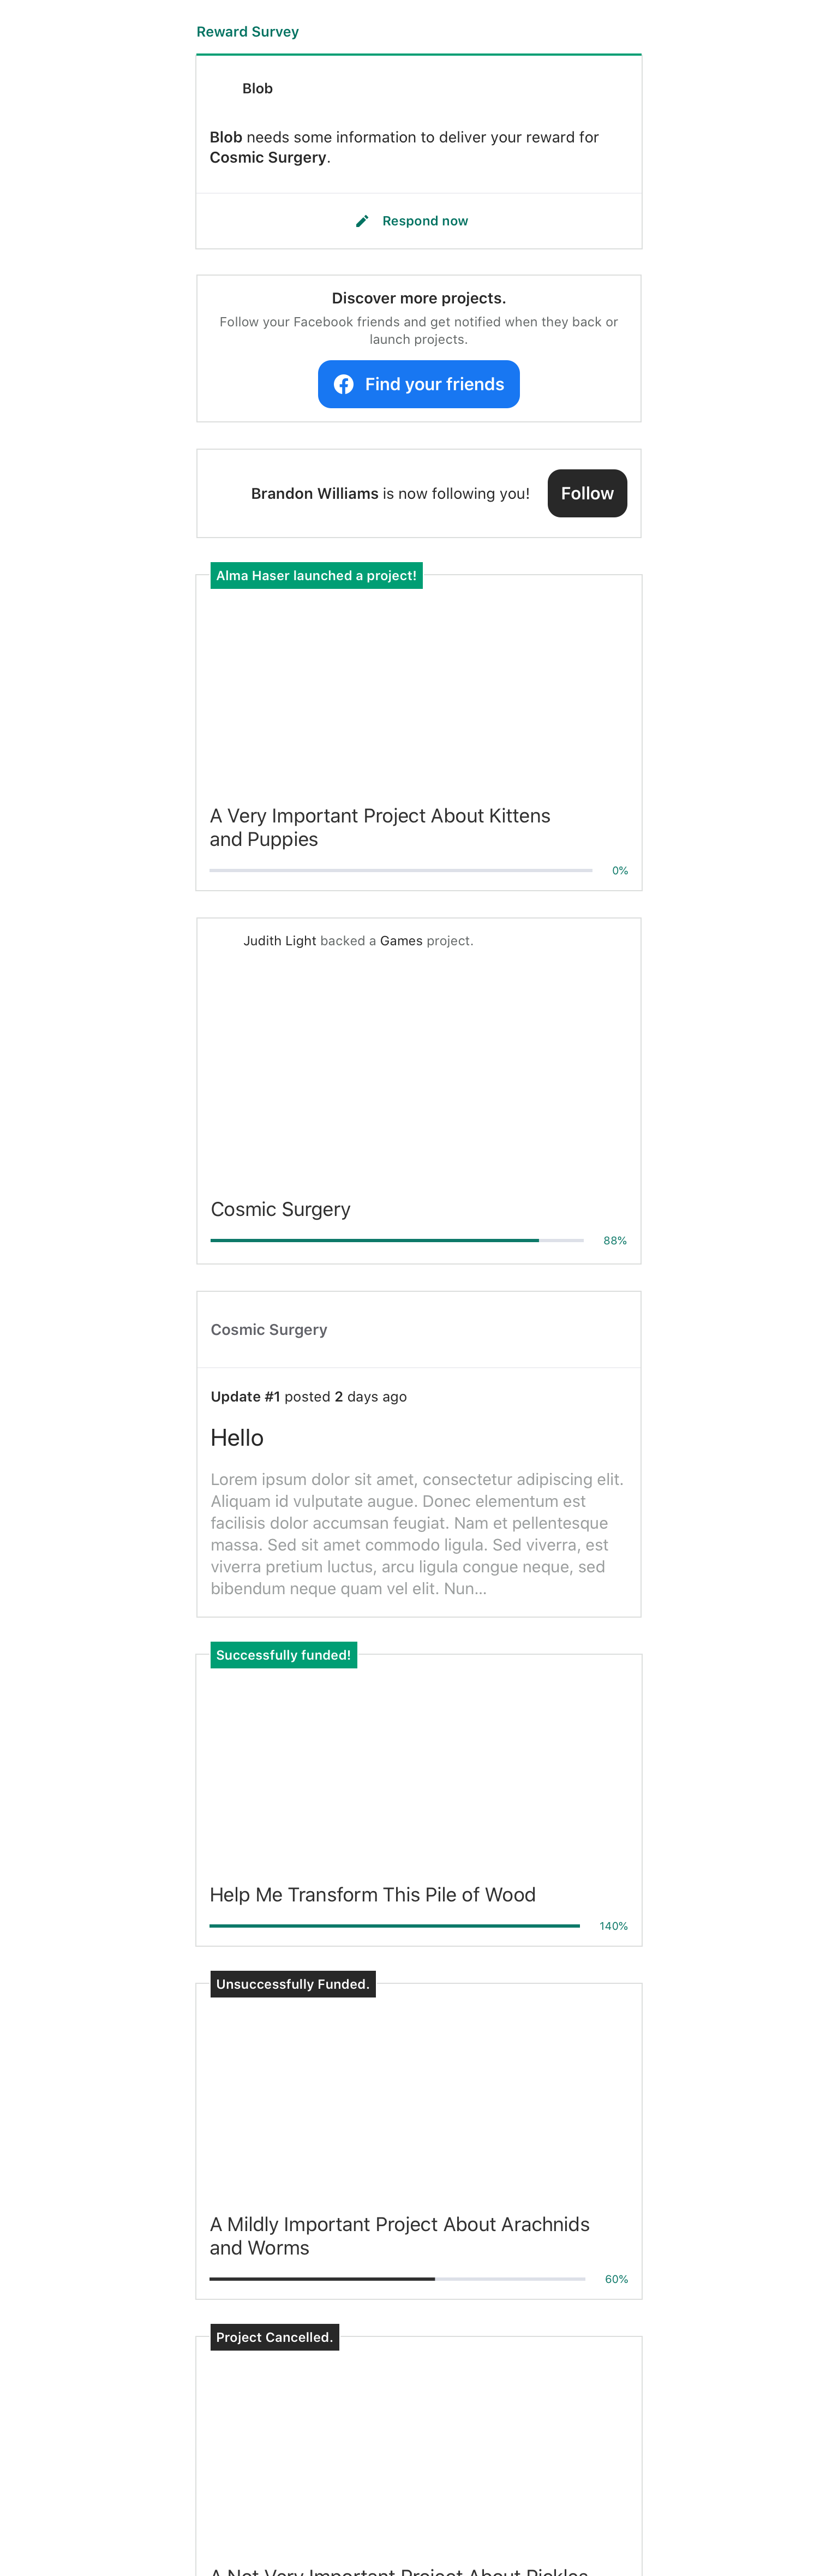 Reward Survey
Blob
Blob needs some information to deliver your reward for
Cosmic Surgery.
Respond now
Discover more projects.
Follow your Facebook friends and get notified when they back or
launch projects.
Find your friends
Brandon Williams is now following you!
Follow
Alma Haser launched a project!
A Very Important Project About Kittens
and Puppies
0%
Judith Light backed a Games project.
Cosmic Surgery
88%
Cosmic Surgery
Update #1 posted 2 days ago
Hello
Lorem ipsum dolor sit amet, consectetur adipiscing elit.
Aliquam id vulputate augue. Donec elementum est
facilisis dolor accumsan feugiat. Nam et pellentesque
massa. Sed sit amet commodo ligula. Sed viverra, est
viverra pretium luctus, arcu ligula congue neque, sed
bibendum neque quam vel elit. Nun...
Successfully funded!
Help Me Transform This Pile of Wood
140%
Unsuccessfully Funded.
A Mildly Important Project About Arachnids
and Worms
60%
Project Cancelled.
A Not Very Important Project About Pickles